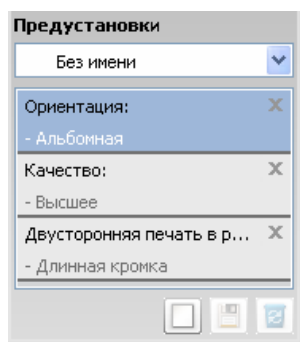 Предустановки
Без имени
Ориентация:
- Альбомная
Качество:
- Высшее
Двусторонняя печать в р...
- Длинная кромка